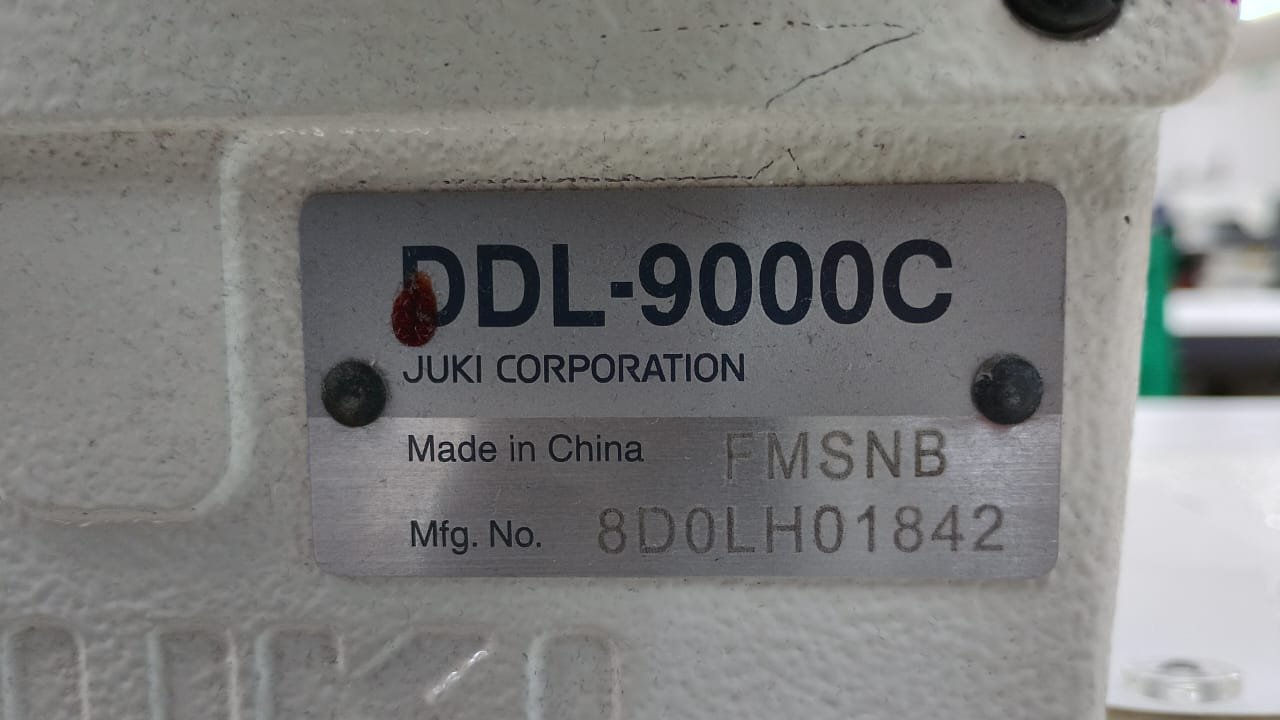 DDL-9000C
JUKI CORPORATION
Made in China FMSNB
Mfg. No. 8D0LH01842